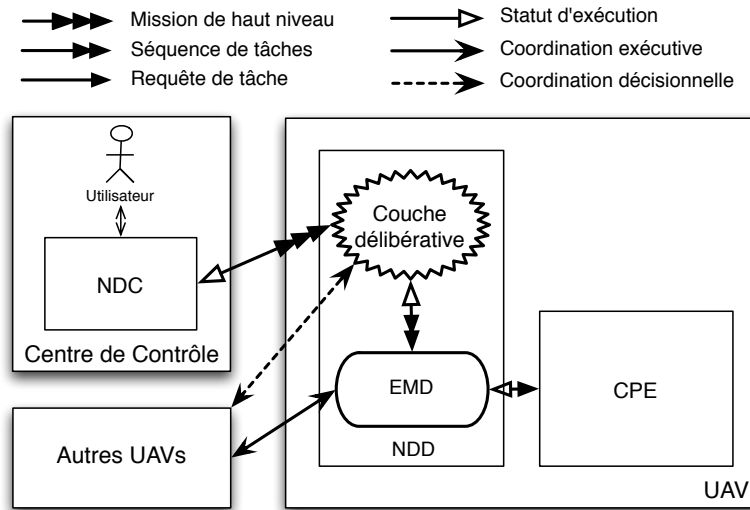 Mission de haut niveau
Séquence de tâches
Requête de tâche
Statut d'exécution
Coordination exécutive
Coordination décisionnelle
Utilisateur
NDC
Centre de Contrôle
Autres UAVs
Couche
délibérative
EMD
NDD
CPE
UAV